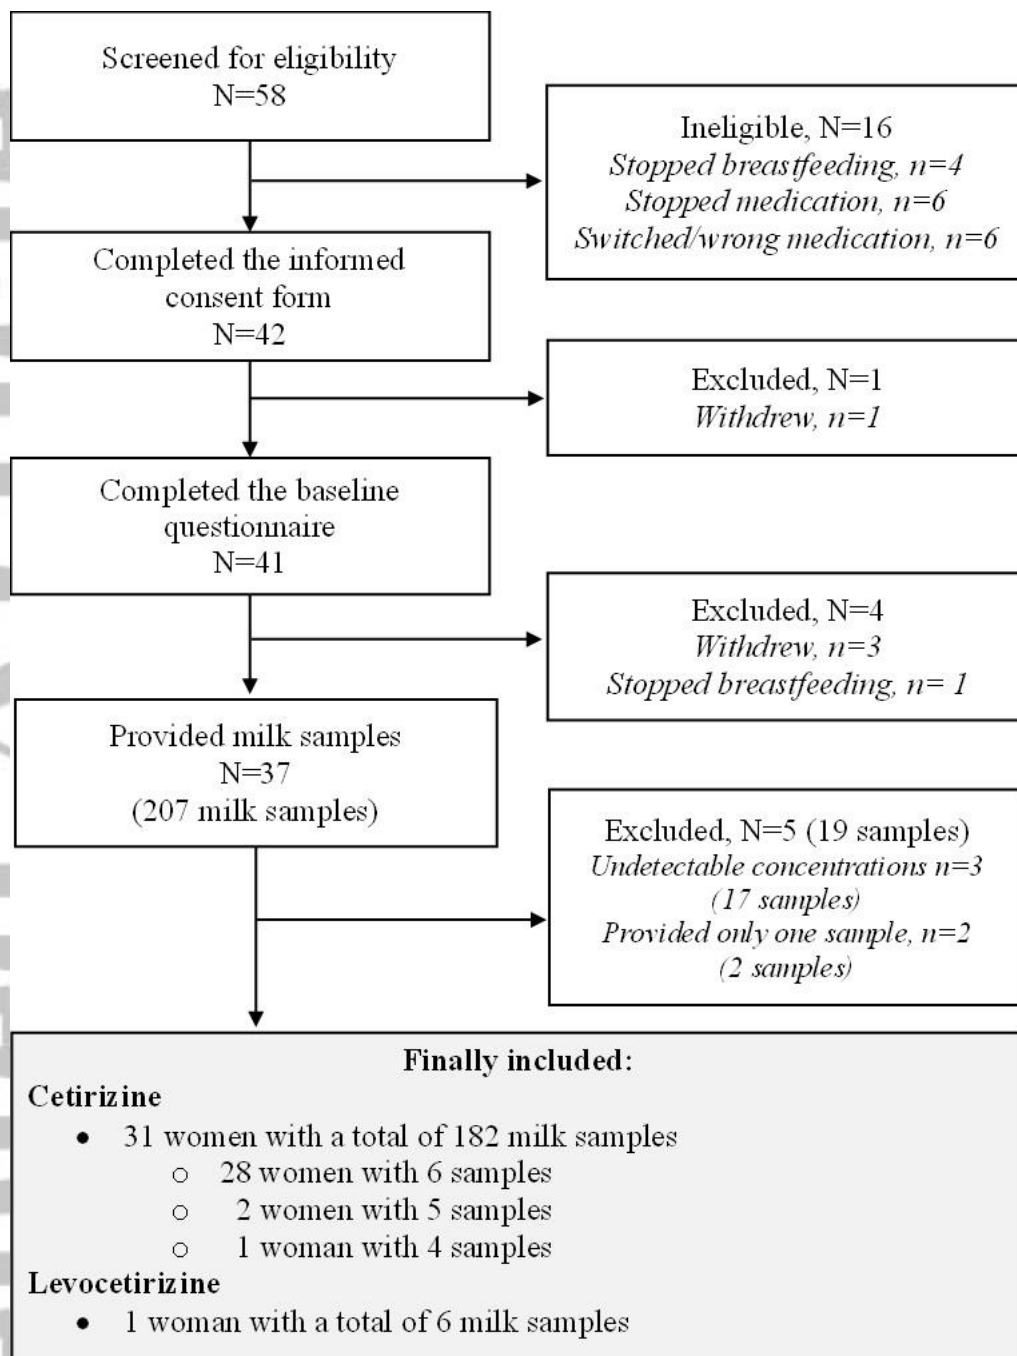 Screened for eligibility
N=58
Ineligible, N=16
Stopped breastfeeding, n=4
Stopped medication, n=6
Switched/wrong medication, n=6
Completed the informed
consent form
N=42
Excluded, N=1
Withdrew, n=1
Completed the baseline
questionnaire
N=41
Excluded, N=4
Withdrew, n=3
Stopped breastfeeding, n= 1
Provided milk samples
N=37
(207 milk samples)
Excluded, N=5 (19 samples)
Undetectable concentrations n=3
(17 samples)
Provided only one sample, n=2
(2 samples)
Finally included:
Cetirizine
• 31 women with a total of 182 milk samples
○ 28 women with 6 samples
○ 2 women with 5 samples
○ 1 woman with 4 samples
Levocetirizine
• 1 woman with a total of 6 milk samples